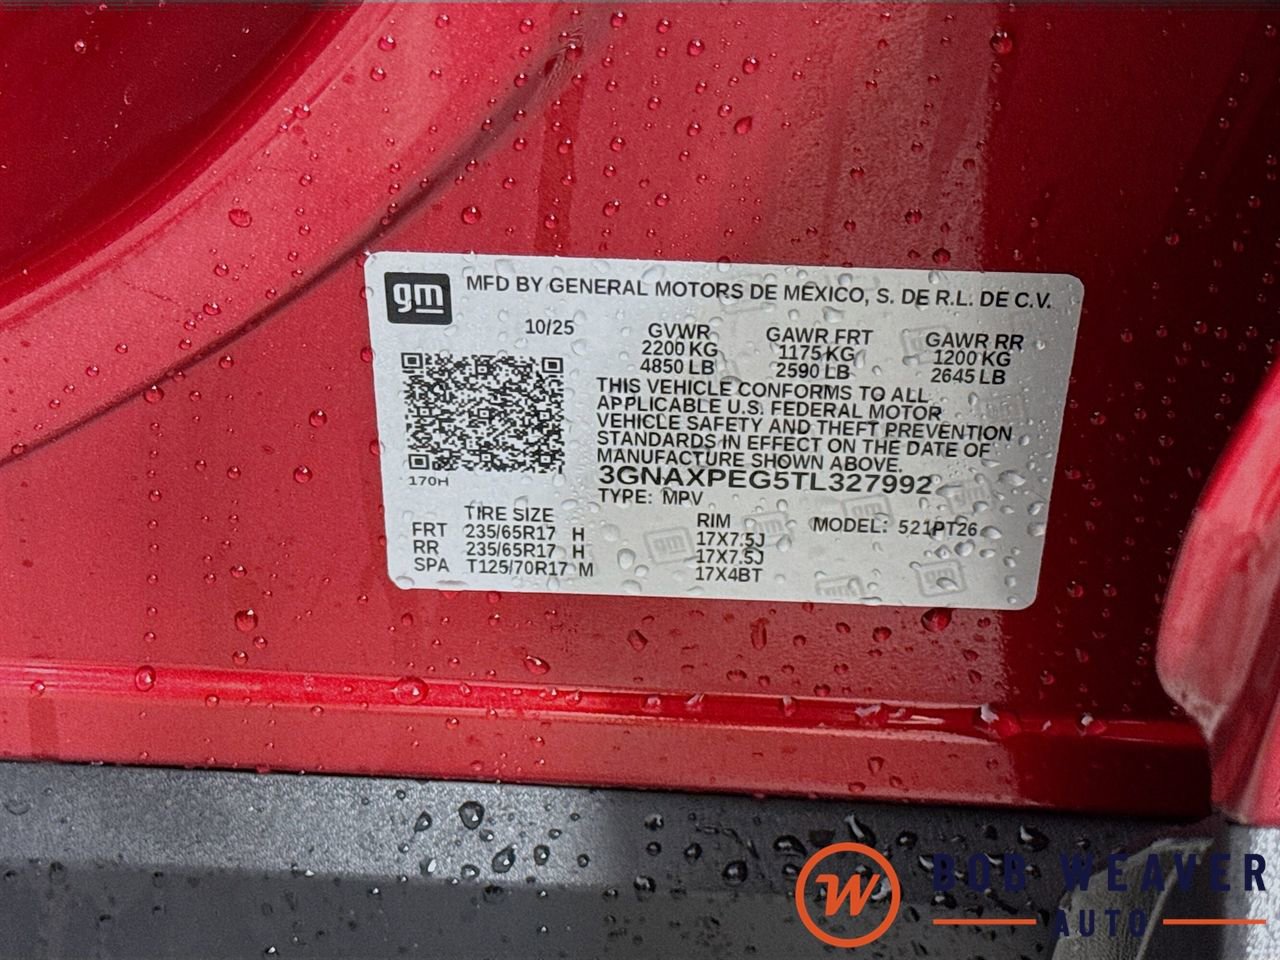 gm
MFD BY GENERAL MOTORS DE MEXICO, S. DE R.L. DE C.V.
10/25 GVWR GAWR FRT GAWR RR
2200 KG 1175 KG 1200 KG
4850 LB 2590 LB 2645 LB
THIS VEHICLE CONFORMS TO ALL
APPLICABLE U.S. FEDERAL MOTOR
VEHICLE SAFETY AND THEFT PREVENTION
STANDARDS IN EFFECT ON THE DATE OF
MANUFACTURE SHOWN ABOVE.
170H
3GNAXPEG5TL327992
TYPE: MPV
TIRE SIZE RIM MODEL: 521PT26
FRT 235/65R17 H 17X7.5J
RR 235/65R17 H 17X7.5J
SPA T125/70R17 M 17X4BT
W BOB WEAVER
AUTO